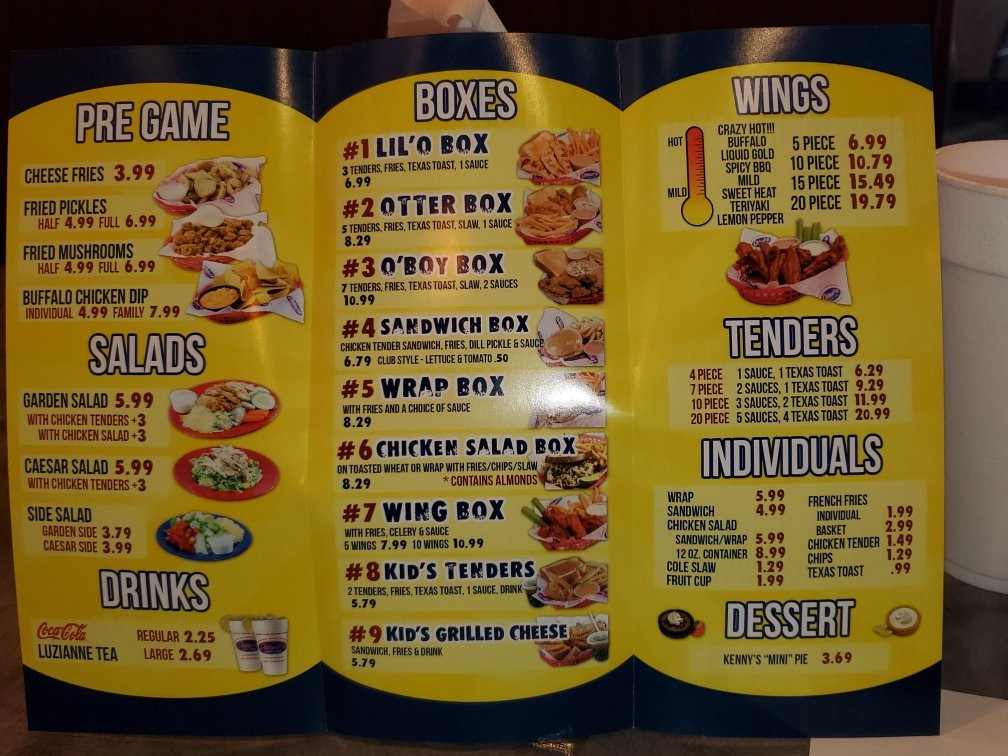 PRE GAME
CHEESE FRIES 3.99
FRIED PICKLES
HALF 4.99 FULL 6.99
FRIED MUSHROOMS
HALF 4.99 FULL 6.99
BUFFALO CHICKEN DIP
INDIVIDUAL 4.99 FAMILY 7.99
SALADS
GARDEN SALAD 5.99
WITH CHICKEN TENDERS +3
WITH CHICKEN SALAD +3
CAESAR SALAD 5.99
WITH CHICKEN TENDERS +3
SIDE SALAD
GARDEN SIDE 3.79
CAESAR SIDE 3.99
DRINKS
Coca-Cola
LUZIANNE TEA
REGULAR 2.25
LARGE 2.69
BOXES
#1 LIL'O BOX
3 TENDERS, FRIES, TEXAS TOAST, 1 SAUCE
6.99
#2 OTTER BOX
5 TENDERS, FRIES, TEXAS TOAST, SLAW, 1 SAUCE
8.29
#3 O'BOY BOX
7 TENDERS, FRIES, TEXAS TOAST, SLAW, 2 SAUCES
10.99
#4 SANDWICH BOX
CHICKEN TENDER SANDWICH, FRIES, DILL PICKLE & SAUCE
6.79 CLUB STYLE - LETTUCE & TOMATO .50
#5 WRAP BOX
WITH FRIES AND A CHOICE OF SAUCE
8.29
#6 CHICKEN SALAD BOX
ON TOASTED WHEAT OR WRAP WITH FRIES/CHIPS/SLAW
8.29 * CONTAINS ALMONDS
#7 WING BOX
WITH FRIES, CELERY & SAUCE
5 WINGS 7.99 10 WINGS 10.99
#8 KID'S TENDERS
2 TENDERS, FRIES, TEXAS TOAST, 1 SAUCE, DRINK
5.79
#9 KID'S GRILLED CHEESE
SANDWICH, FRIES & DRINK
5.79
WINGS
HOT
MILD
CRAZY HOT!!!
BUFFALO
LIQUID GOLD
SPICY BBQ
MILD
SWEET HEAT
TERIYAKI
LEMON PEPPER
5 PIECE 6.99
10 PIECE 10.79
15 PIECE 15.49
20 PIECE 19.79
TENDERS
4 PIECE 1 SAUCE, 1 TEXAS TOAST 6.29
7 PIECE 2 SAUCES, 1 TEXAS TOAST 9.29
10 PIECE 3 SAUCES, 2 TEXAS TOAST 11.99
20 PIECE 5 SAUCES, 4 TEXAS TOAST 20.99
INDIVIDUALS
WRAP 5.99
SANDWICH 4.99
CHICKEN SALAD
SANDWICH/WRAP 5.99
12 OZ. CONTAINER 8.99
COLE SLAW 1.29
FRUIT CUP 1.99
FRENCH FRIES
INDIVIDUAL 1.99
BASKET 2.99
CHICKEN TENDER 1.49
CHIPS 1.29
TEXAS TOAST .99
DESSERT
KENNY'S "MINI" PIE 3.69